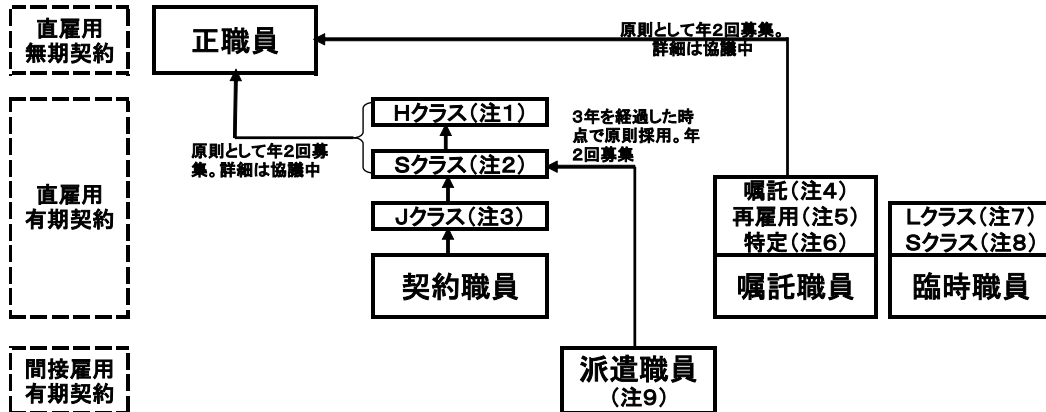 直雇用
無期契約
正職員
原則として年2回募集。
詳細は協議中
直雇用
有期契約
Hクラス(注1)
3年を経過した時
点で原則採用。年
2回募集
原則として年2回募
集。詳細は協議中
Sクラス(注2)
Jクラス(注3)
契約職員
嘱託(注4)
再雇用(注5)
特定(注6)
嘱託職員
Lクラス(注7)
Sクラス(注8)
臨時職員
間接雇用
有期契約
派遣職員
(注9)